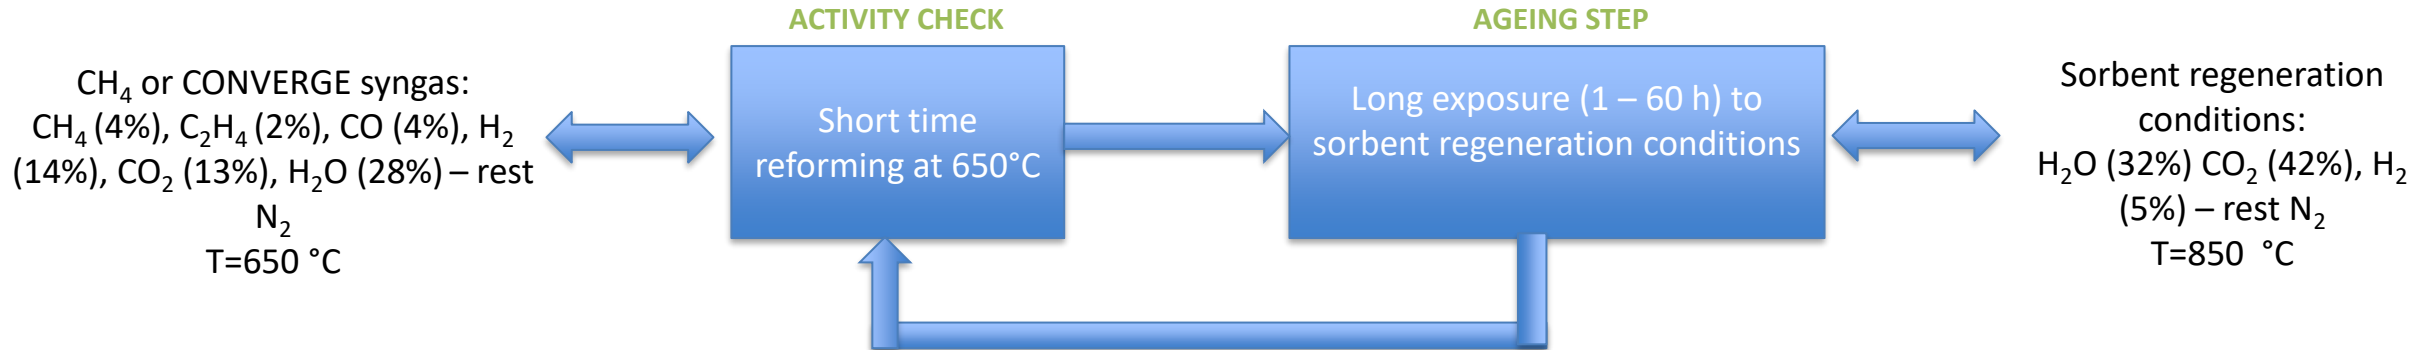 ACTIVITY CHECK
AGEING STEP
CH₄ or CONVERGE syngas:
CH₄ (4%), C₂H₄ (2%), CO (4%), H₂
(14%), CO₂ (13%), H₂O (28%) – rest
N₂
T=650 °C
Short time
reforming at 650°C
Long exposure (1 – 60 h) to
sorbent regeneration conditions
Sorbent regeneration
conditions:
H₂O (32%) CO₂ (42%), H₂
(5%) – rest N₂
T=850 °C